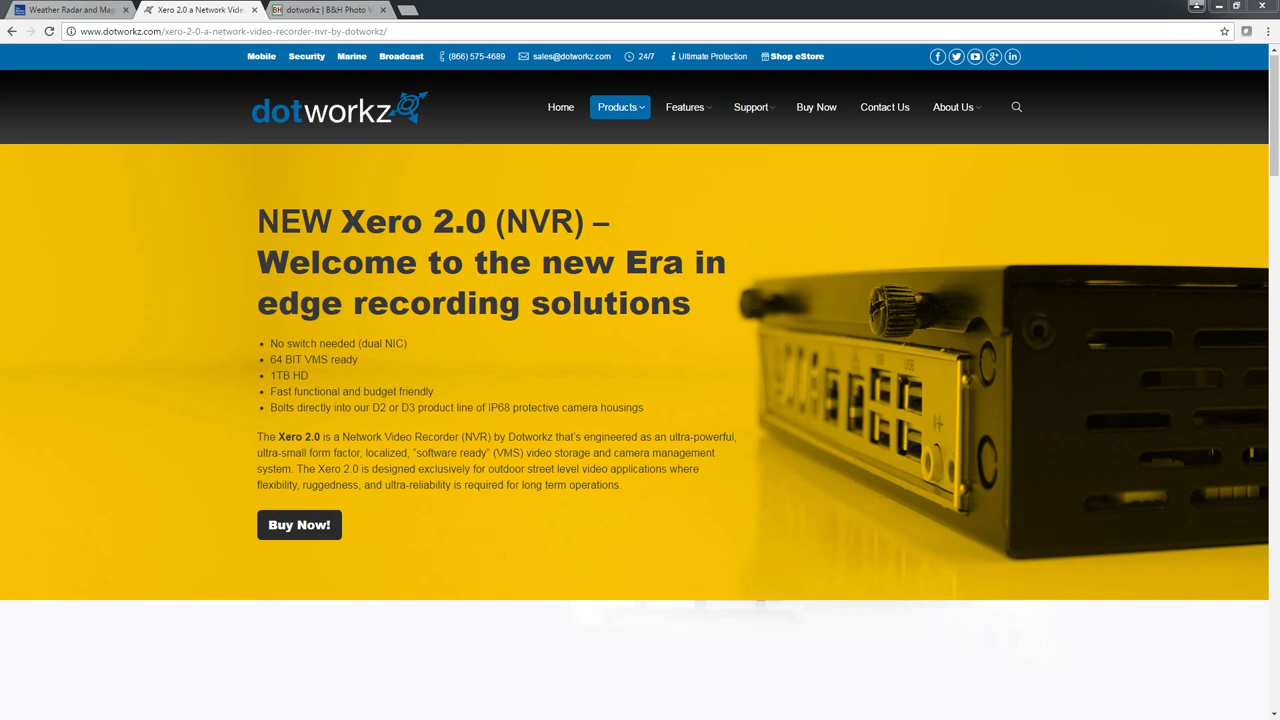 Weather Radar and Map
Xero 2.0 a Network Vide
BH dotworkz | B&H Photo V
www.dotworkz.com/xero-2-0-a-network-video-recorder-nvr-by-dotworkz/
Mobile Security Marine Broadcast (866) 575-4689 sales@dotworkz.com 24/7 Ultimate Protection Shop eStore
dotworkz Home Products Features Support Buy Now Contact Us About Us
NEW Xero 2.0 (NVR) –
Welcome to the new Era in
edge recording solutions
• No switch needed (dual NIC)
• 64 BIT VMS ready
• 1TB HD
• Fast functional and budget friendly
• Bolts directly into our D2 or D3 product line of IP68 protective camera housings
The Xero 2.0 is a Network Video Recorder (NVR) by Dotworkz that's engineered as an ultra-powerful,
ultra-small form factor, localized, "software ready" (VMS) video storage and camera management
system. The Xero 2.0 is designed exclusively for outdoor street level video applications where
flexibility, ruggedness, and ultra-reliability is required for long term operations.
Buy Now!